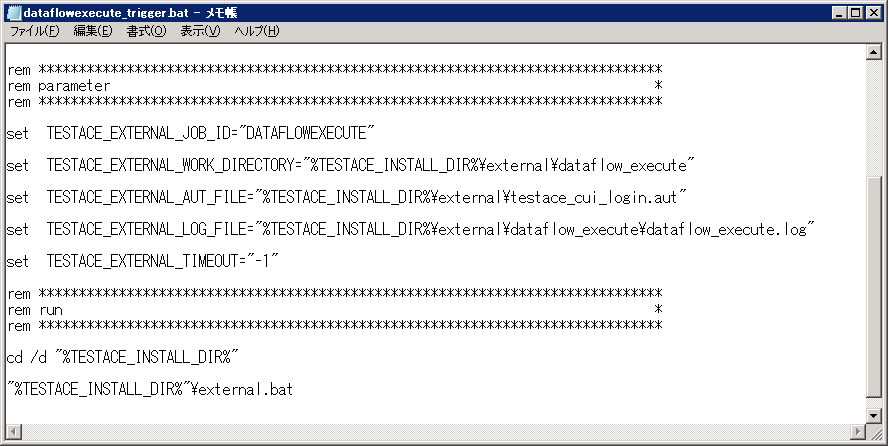 dataflowexecute_trigger.bat - メモ帳
ファイル(F) 編集(E) 書式(O) 表示(V) ヘルプ(H)
rem ******************************************************************************
rem parameter *
rem ******************************************************************************
set TESTACE_EXTERNAL_JOB_ID="DATAFLOWEXECUTE"
set TESTACE_EXTERNAL_WORK_DIRECTORY="%TESTACE_INSTALL_DIR%¥external¥dataflow_execute"
set TESTACE_EXTERNAL_AUT_FILE="%TESTACE_INSTALL_DIR%¥external¥testace_cui_login.aut"
set TESTACE_EXTERNAL_LOG_FILE="%TESTACE_INSTALL_DIR%¥external¥dataflow_execute¥dataflow_execute.log"
set TESTACE_EXTERNAL_TIMEOUT="-1"
rem ******************************************************************************
rem run *
rem ******************************************************************************
cd /d "%TESTACE_INSTALL_DIR%"
"%TESTACE_INSTALL_DIR%"¥external.bat